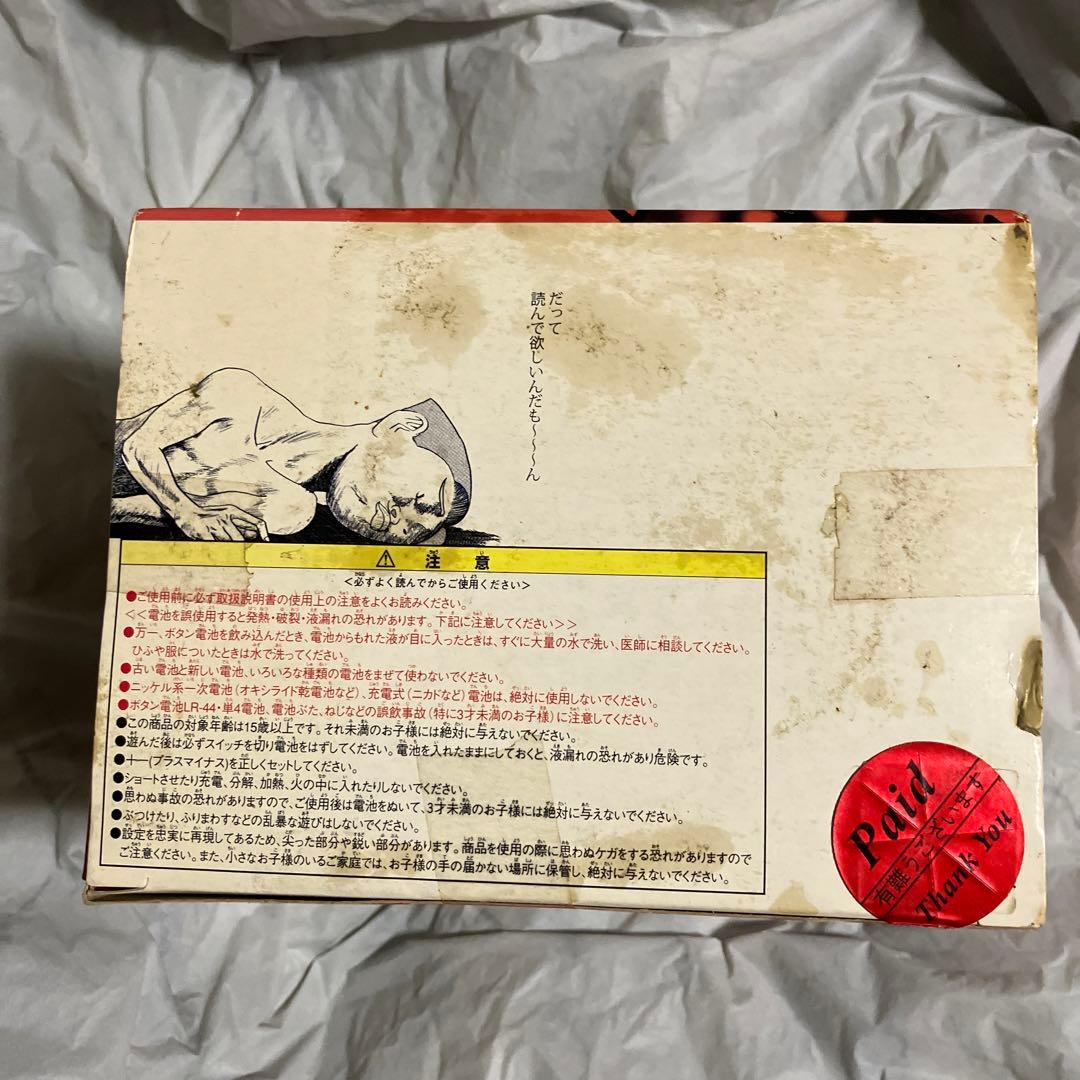 だって
読んで欲しいんだも～～～ん
⚠ 注意
＜必ずよく読んでからご使用ください＞
●ご使用前に必ず取扱説明書の使用上の注意をよくお読みください。
<<電池を誤使用すると発熱・破裂・液漏れの恐れがあります。下記に注意してください>>
●万一、ボタン電池を飲み込んだとき、電池からもれた液が目に入ったときは、すぐに大量の水で洗い、医師に相談してください。
ひふや服についたときは水で洗ってください。
●古い電池と新しい電池、いろいろな種類の電池をまぜて使わないでください。
●ニッケル系一次電池(オキシライド乾電池など)、充電式(ニカドなど)電池は、絶対に使用しないでください。
●ボタン電池LR-44・単4電池、電池ぶた、ねじなどの誤飲事故(特に3才未満のお子様)に注意してください。
●この商品の対象年齢は15歳以上です。それ未満のお子様には絶対に与えないでください。
●遊んだ後は必ずスイッチを切り電池をはずしてください。電池を入れたままにしておくと、液漏れの恐れがあり危険です。
●+-(プラスマイナス)を正しくセットしてください。
●ショートさせたり充電、分解、加熱、火の中に入れたりしないでください。
●思わぬ事故の恐れがありますので、ご使用後は電池をぬいて、3才未満のお子様には絶対に与えないでください。
●ぶつけたり、ふりまわすなどの乱暴な遊びはしないでください。
●設定を忠実に再現してあるため、尖った部分や鋭い部分があります。商品を使用の際に思わぬケガをする恐れがありますので
ご注意ください。また、小さなお子様のいるご家庭では、お子様の手の届かない場所に保管し、絶対に与えないでください。
Paid
有難うございます
Thank You